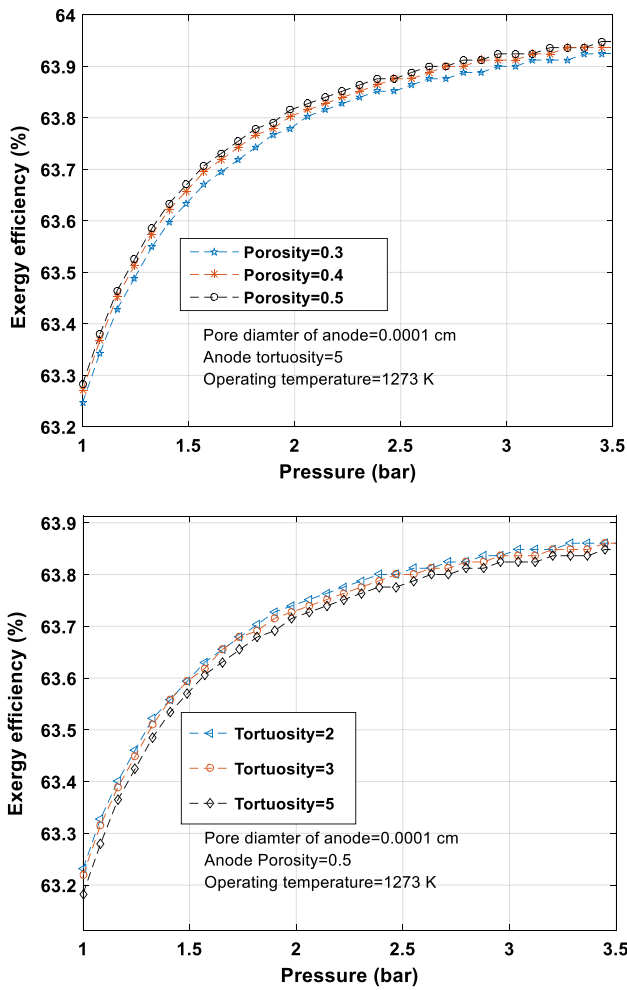 64
63.9
63.8
63.7
63.6
63.5
63.4
63.3
63.2
Exergy efficiency (%)
Porosity=0.3
Porosity=0.4
Porosity=0.5
Pore diamter of anode=0.0001 cm
Anode tortuosity=5
Operating temperature=1273 K
1 1.5 2 2.5 3 3.5
Pressure (bar)
63.9
63.8
63.7
63.6
63.5
63.4
63.3
63.2
Exergy efficiency (%)
Tortuosity=2
Tortuosity=3
Tortuosity=5
Pore diamter of anode=0.0001 cm
Anode Porosity=0.5
Operating temperature=1273 K
1 1.5 2 2.5 3 3.5
Pressure (bar)